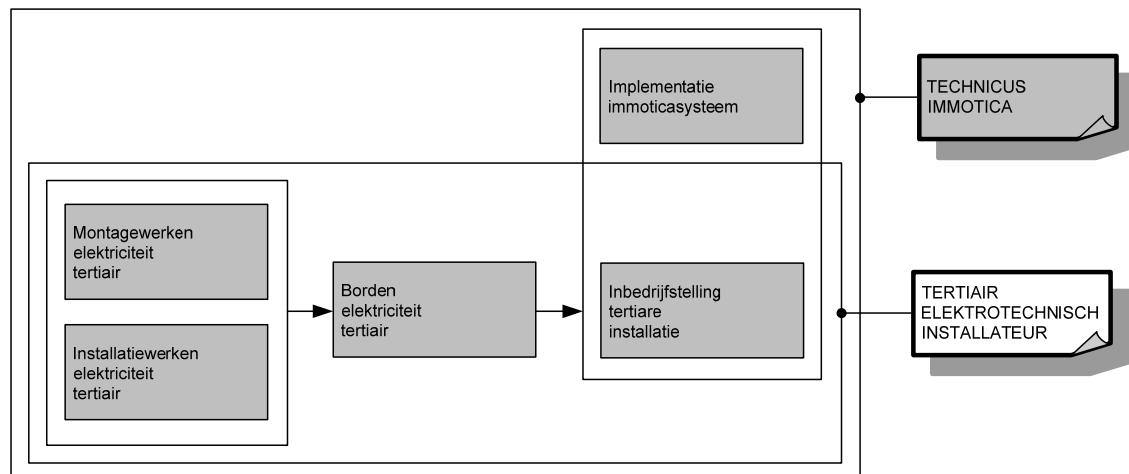 Implementatie
immoticasysteem
TECHNICUS
IMMOTICA
Montagewerken
elektriciteit
tertiair
Installatiewerken
elektriciteit
tertiair
Borden
elektriciteit
tertiair
Inbedrijfstelling
tertiare
installatie
TERTIAIR
ELEKTROTECHNISCH
INSTALLATEUR